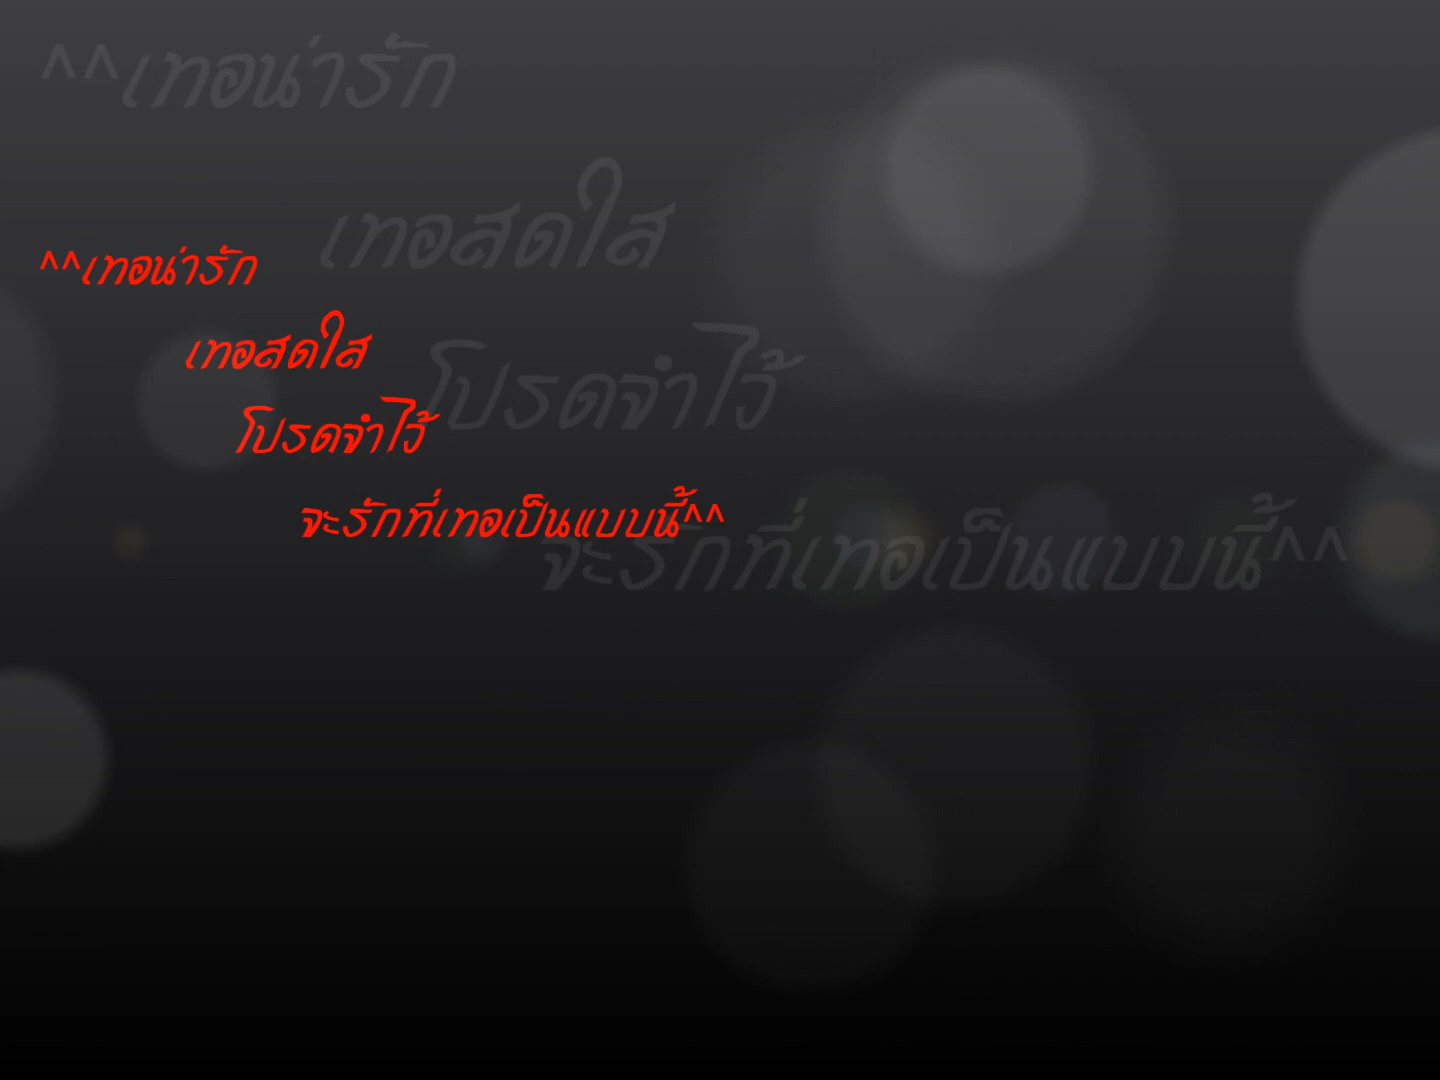 ^^เทอน่ารัก
เทอสดใส
โปรดจำไว้
จะรักที่เทอเป็นแบบนี้^^
^^เทอน่ารัก
เทอสดใส
โปรดจำไว้
จะรักที่เทอเป็นแบบนี้^^